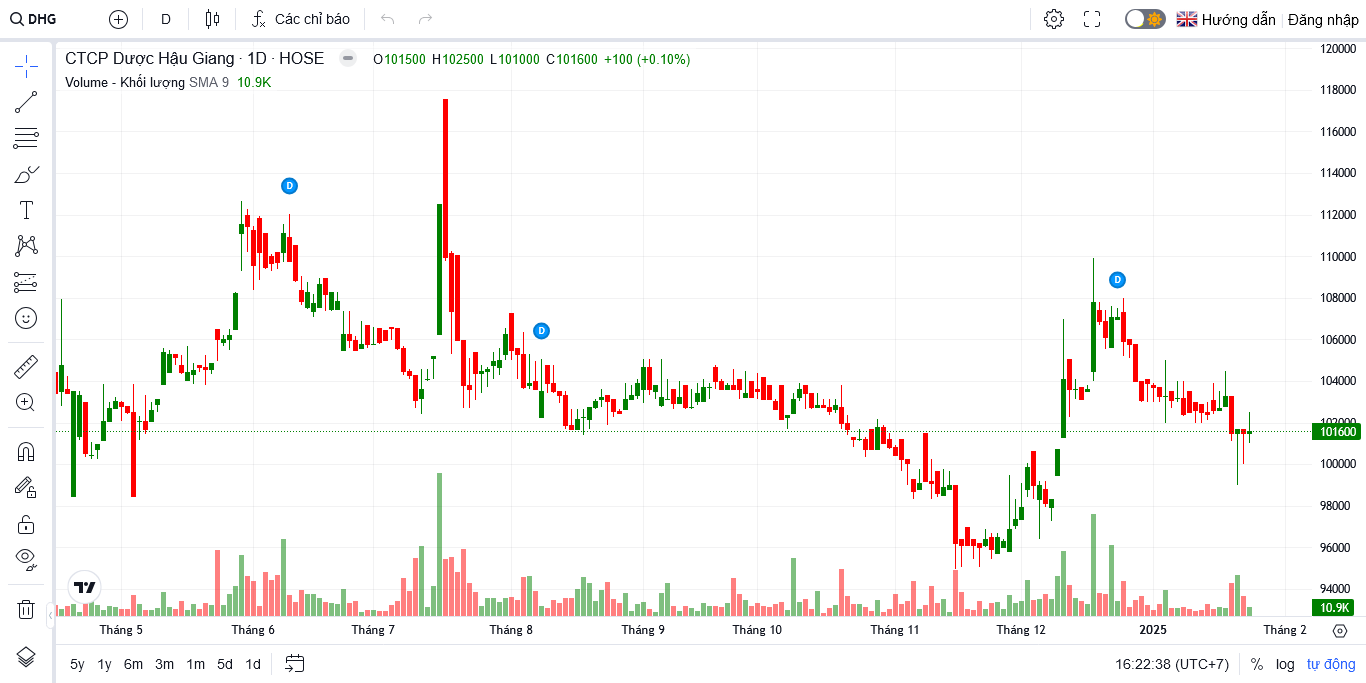 DHG D Các chỉ báo Hướng dẫn Đăng nhập
CTCP Dược Hậu Giang · 1D · HOSE O101500 H102500 L101000 C101600 +100 (+0.10%)
Volume - Khối lượng SMA 9 10.9K
120000
118000
116000
114000
112000
110000
108000
106000
104000
102000
101600
100000
98000
96000
94000
10.9K
D
D
D
Tháng 5 Tháng 6 Tháng 7 Tháng 8 Tháng 9 Tháng 10 Tháng 11 Tháng 12 2025 Tháng 2
5y 1y 6m 3m 1m 5d 1d 16:22:38 (UTC+7) % log tự động